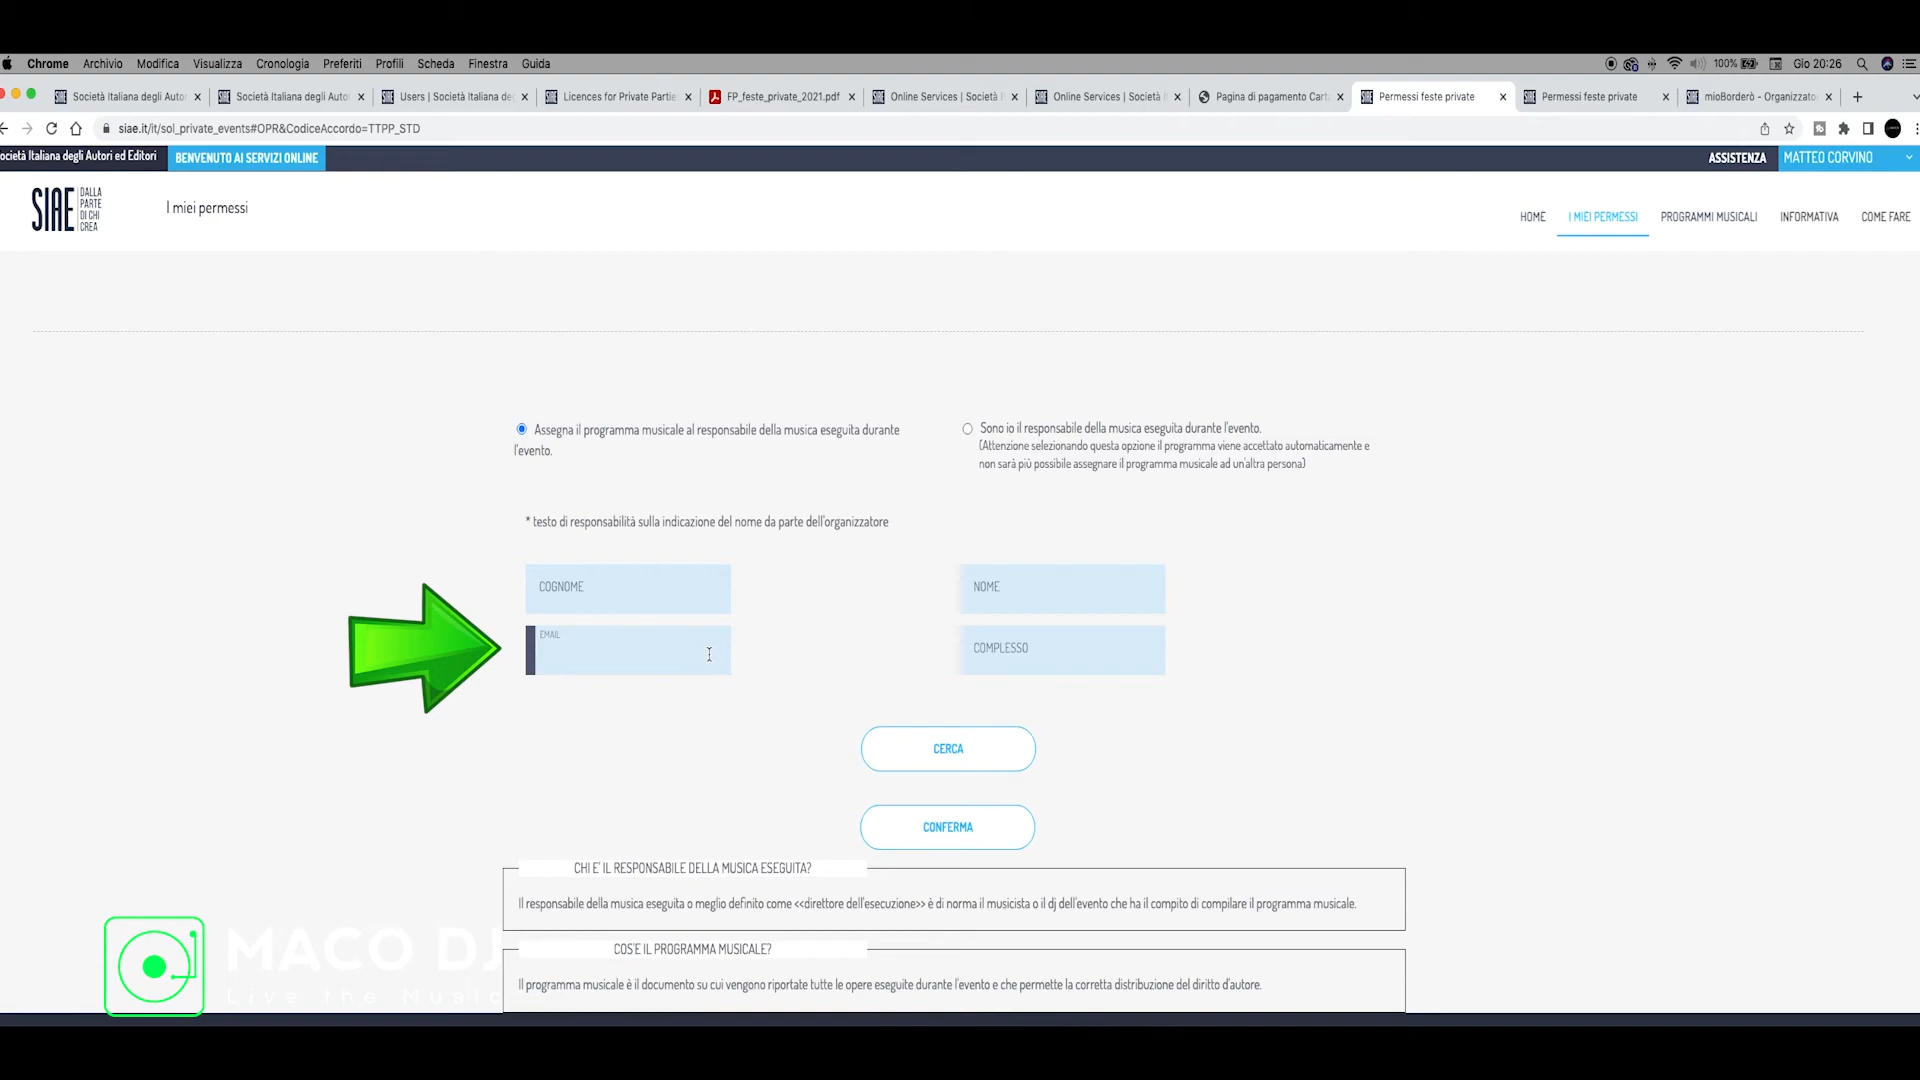 Chrome Archivio Modifica Visualizza Cronologia Preferiti Profili Scheda Finestra Guida 100% Gio 20:26
Società Italiana degli Autor Società Italiana degli Autor Users | Società Italiana de Licences for Private Partie FP_feste_private_2021.pdf Online Services | Società I Online Services | Società I Pagina di pagamento Carta Permessi feste private Permessi feste private mioBorderò - Organizzato
siae.it/it/sol_private_events#OPR&CodiceAccordo=TTPP_STD
ocietà Italiana degli Autori ed Editori BENVENUTO AI SERVIZI ONLINE ASSISTENZA MATTEO CORVINO
SIAE DALLA
PARTE
DI CHI
CREA
I miei permessi
HOME I MIEI PERMESSI PROGRAMMI MUSICALI INFORMATIVA COME FARE
Assegna il programma musicale al responsabile della musica eseguita durante
l'evento.
Sono io il responsabile della musica eseguita durante l'evento.
(Attenzione selezionando questa opzione il programma viene accettato automaticamente e
non sarà più possibile assegnare il programma musicale ad un'altra persona)
* testo di responsabilità sulla indicazione del nome da parte dell'organizzatore
COGNOME NOME
EMAIL COMPLESSO
CERCA
CONFERMA
CHI E' IL RESPONSABILE DELLA MUSICA ESEGUITA?
Il responsabile della musica eseguita o meglio definito come <<direttore dell'esecuzione>> è di norma il musicista o il dj dell'evento che ha il compito di compilare il programma musicale.
COS'E IL PROGRAMMA MUSICALE?
Il programma musicale è il documento su cui vengono riportate tutte le opere eseguite durante l'evento e che permette la corretta distribuzione del diritto d'autore.
MACO DJ
Live the Music